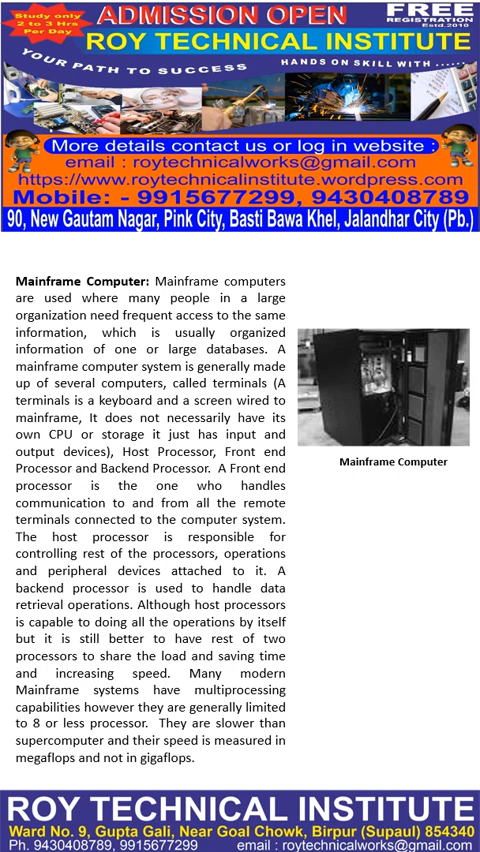 Study only
2 to 3 Hrs
Per Day
ADMISSION OPEN
FREE
REGISTRATION
Estd.2010
ROY TECHNICAL INSTITUTE
YOUR PATH TO SUCCESS
HANDS ON SKILL WITH ......
More details contact us or log in website :
email : roytechnicalworks@gmail.com
https://www.roytechnicalinstitute.wordpress.com
Mobile: - 9915677299, 9430408789
90, New Gautam Nagar, Pink City, Basti Bawa Khel, Jalandhar City (Pb.)
Mainframe Computer: Mainframe computers
are used where many people in a large
organization need frequent access to the same
information, which is usually organized
information of one or large databases. A
mainframe computer system is generally made
up of several computers, called terminals (A
terminals is a keyboard and a screen wired to
mainframe, It does not necessarily have its
own CPU or storage it just has input and
output devices), Host Processor, Front end
Processor and Backend Processor. A Front end
processor is the one who handles
communication to and from all the remote
terminals connected to the computer system.
The host processor is responsible for
controlling rest of the processors, operations
and peripheral devices attached to it. A
backend processor is used to handle data
retrieval operations. Although host processors
is capable to doing all the operations by itself
but it is still better to have rest of two
processors to share the load and saving time
and increasing speed. Many modern
Mainframe systems have multiprocessing
capabilities however they are generally limited
to 8 or less processor. They are slower than
supercomputer and their speed is measured in
megaflops and not in gigaflops.
Mainframe Computer
ROY TECHNICAL INSTITUTE
Ward No. 9, Gupta Gali, Near Goal Chowk, Birpur (Supaul) 854340
Ph. 9430408789, 9915677299 email : roytechnicalworks@gmail.com